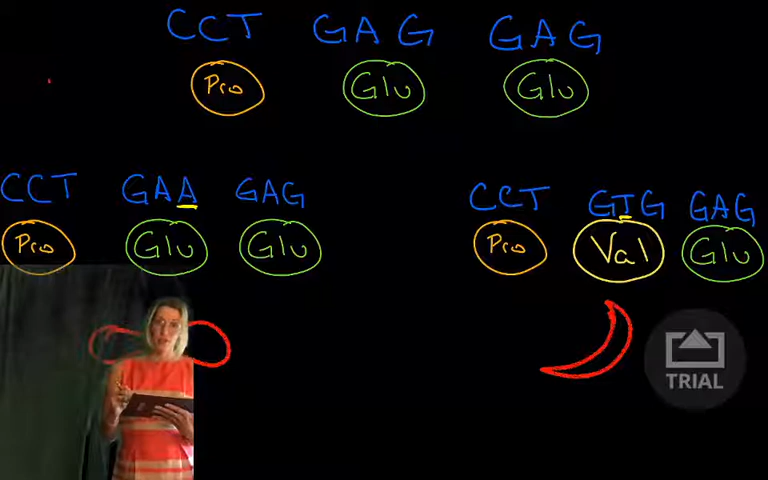 CCT GAG GAG
Pro Glu Glu
CCT GAA GAG
Pro Glu Glu
CCT GTG GAG
Pro Val Glu
TRIAL